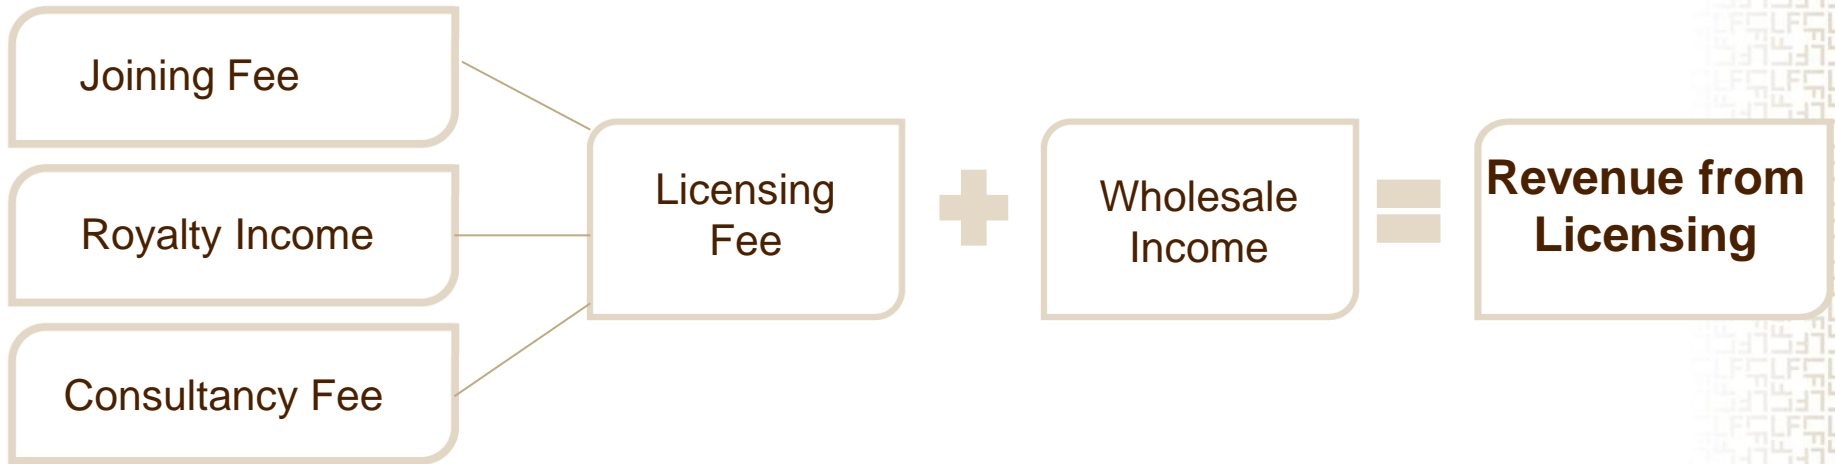 Joining Fee
Royalty Income
Consultancy Fee
Licensing
Fee
Wholesale
Income
Revenue from
Licensing